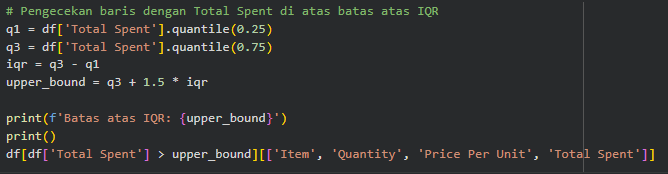 # Pengecekan baris dengan Total Spent di atas batas atas IQR
q1 = df['Total Spent'].quantile(0.25)
q3 = df['Total Spent'].quantile(0.75)
iqr = q3 - q1
upper_bound = q3 + 1.5 * iqr
print(f'Batas atas IQR: {upper_bound}')
print()
df[df['Total Spent'] > upper_bound][['Item', 'Quantity', 'Price Per Unit', 'Total Spent']]